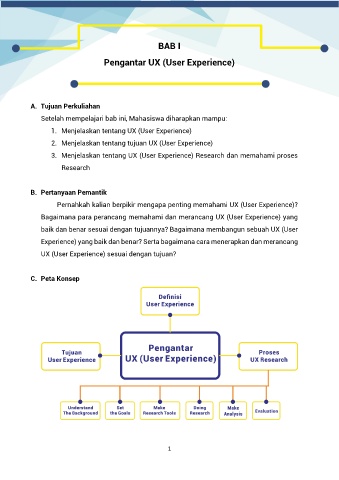 BAB I
Pengantar UX (User Experience)
A. Tujuan Perkuliahan
Setelah mempelajari bab ini, Mahasiswa diharapkan mampu:
1. Menjelaskan tentang UX (User Experience)
2. Menjelaskan tentang tujuan UX (User Experience)
3. Menjelaskan tentang UX (User Experience) Research dan memahami proses
Research
B. Pertanyaan Pemantik
Pernahkah kalian berpikir mengapa penting memahami UX (User Experience)?
Bagaimana para perancang memahami dan merancang UX (User Experience) yang
baik dan benar sesuai dengan tujuannya? Bagaimana membangun sebuah UX (User
Experience) yang baik dan benar? Serta bagaimana cara menerapkan dan merancang
UX (User Experience) sesuai dengan tujuan?
C. Peta Konsep
Definisi
User Experience
Tujuan
User Experience
Pengantar
UX (User Experience)
Proses
UX Research
Understand
The Background
Set
the Goals
Make
Research Tools
Doing
Research
Make
Analysis
Evaluation
1